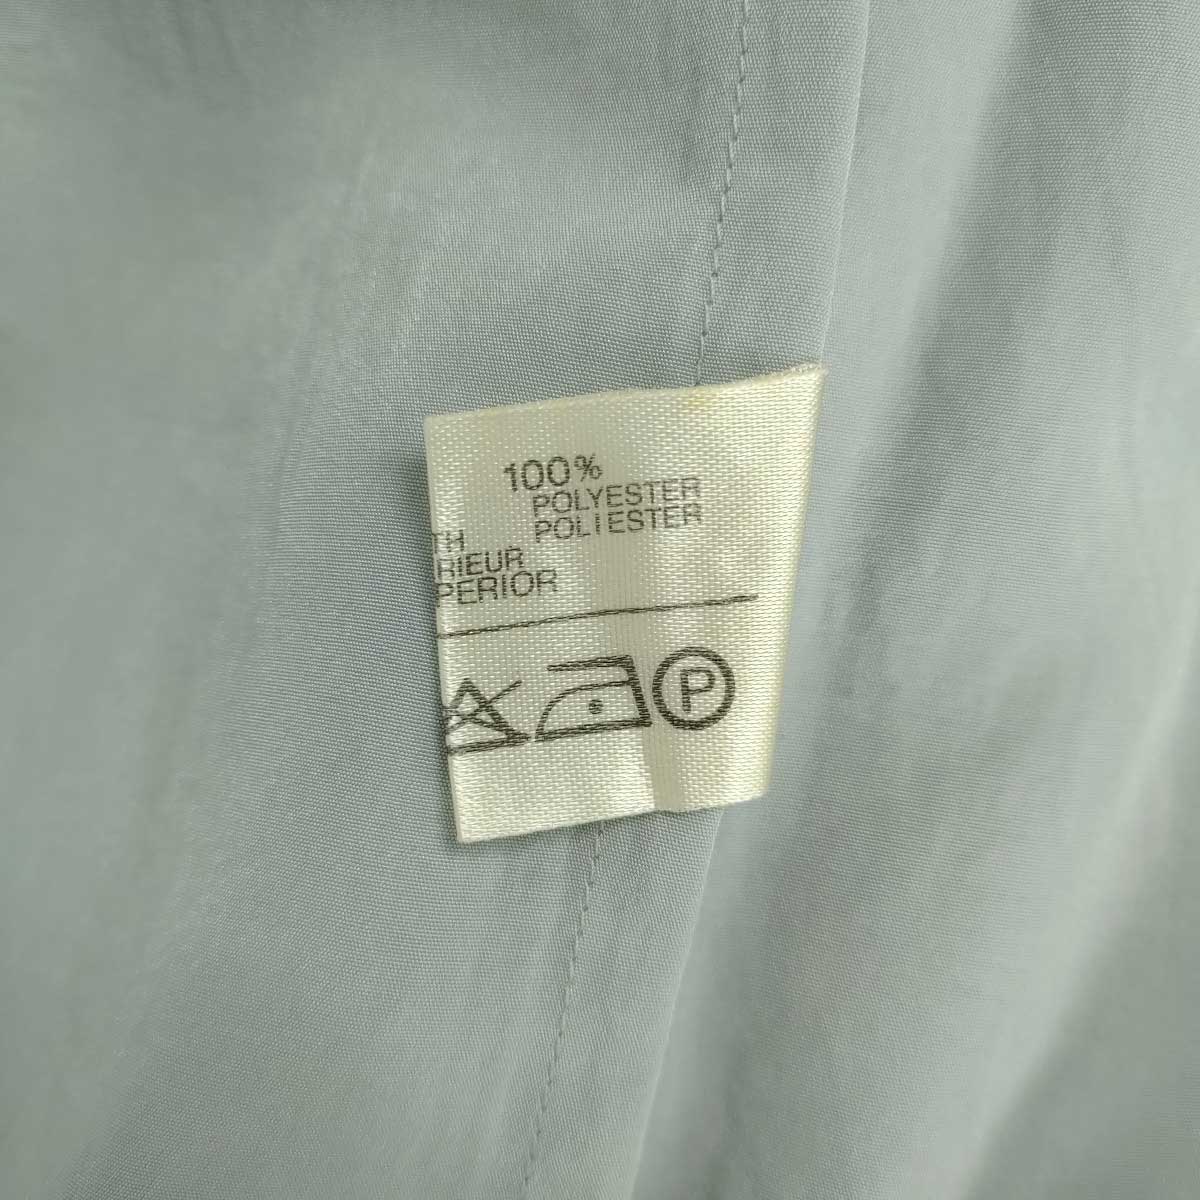 100%
POLYESTER
POLIESTER
TH
RIEUR
PERIOR
P